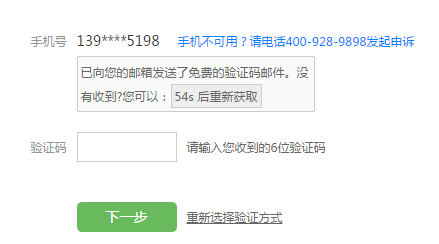 手机号 139****5198 手机不可用？请电话400-928-9898发起申诉
已向您的邮箱发送了免费的验证码邮件。没
有收到?您可以：54s 后重新获取
验证码 请输入您收到的6位验证码
下一步 重新选择验证方式